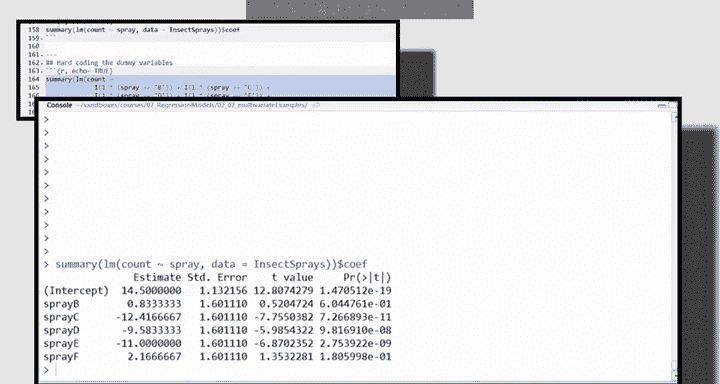 158 summary(lm(count ~ spray, data = InsectSprays))$coef
159 ```
160
161 ---
162 ## Hard coding the dummy variables
163 ```{r, echo= TRUE}
164 summary(lm(count ~
165 I(1 * (spray == 'B')) + I(1 * (spray == 'C')) +
Console ~/sandboxes/courses/07_RegressionModels/02_02_multivariateExamples/
>
>
>
>
>
>
>
>
>
>
>
> summary(lm(count ~ spray, data = InsectSprays))$coef
Estimate Std. Error t value Pr(>|t|)
(Intercept) 14.5000000 1.132156 12.8074279 1.470512e-19
sprayB 0.8333333 1.601110 0.5204724 6.044761e-01
sprayC -12.4166667 1.601110 -7.7550382 7.266893e-11
sprayD -9.5833333 1.601110 -5.9854322 9.816910e-08
sprayE -11.0000000 1.601110 -6.8702352 2.753922e-09
sprayF 2.1666667 1.601110 1.3532281 1.805998e-01
>